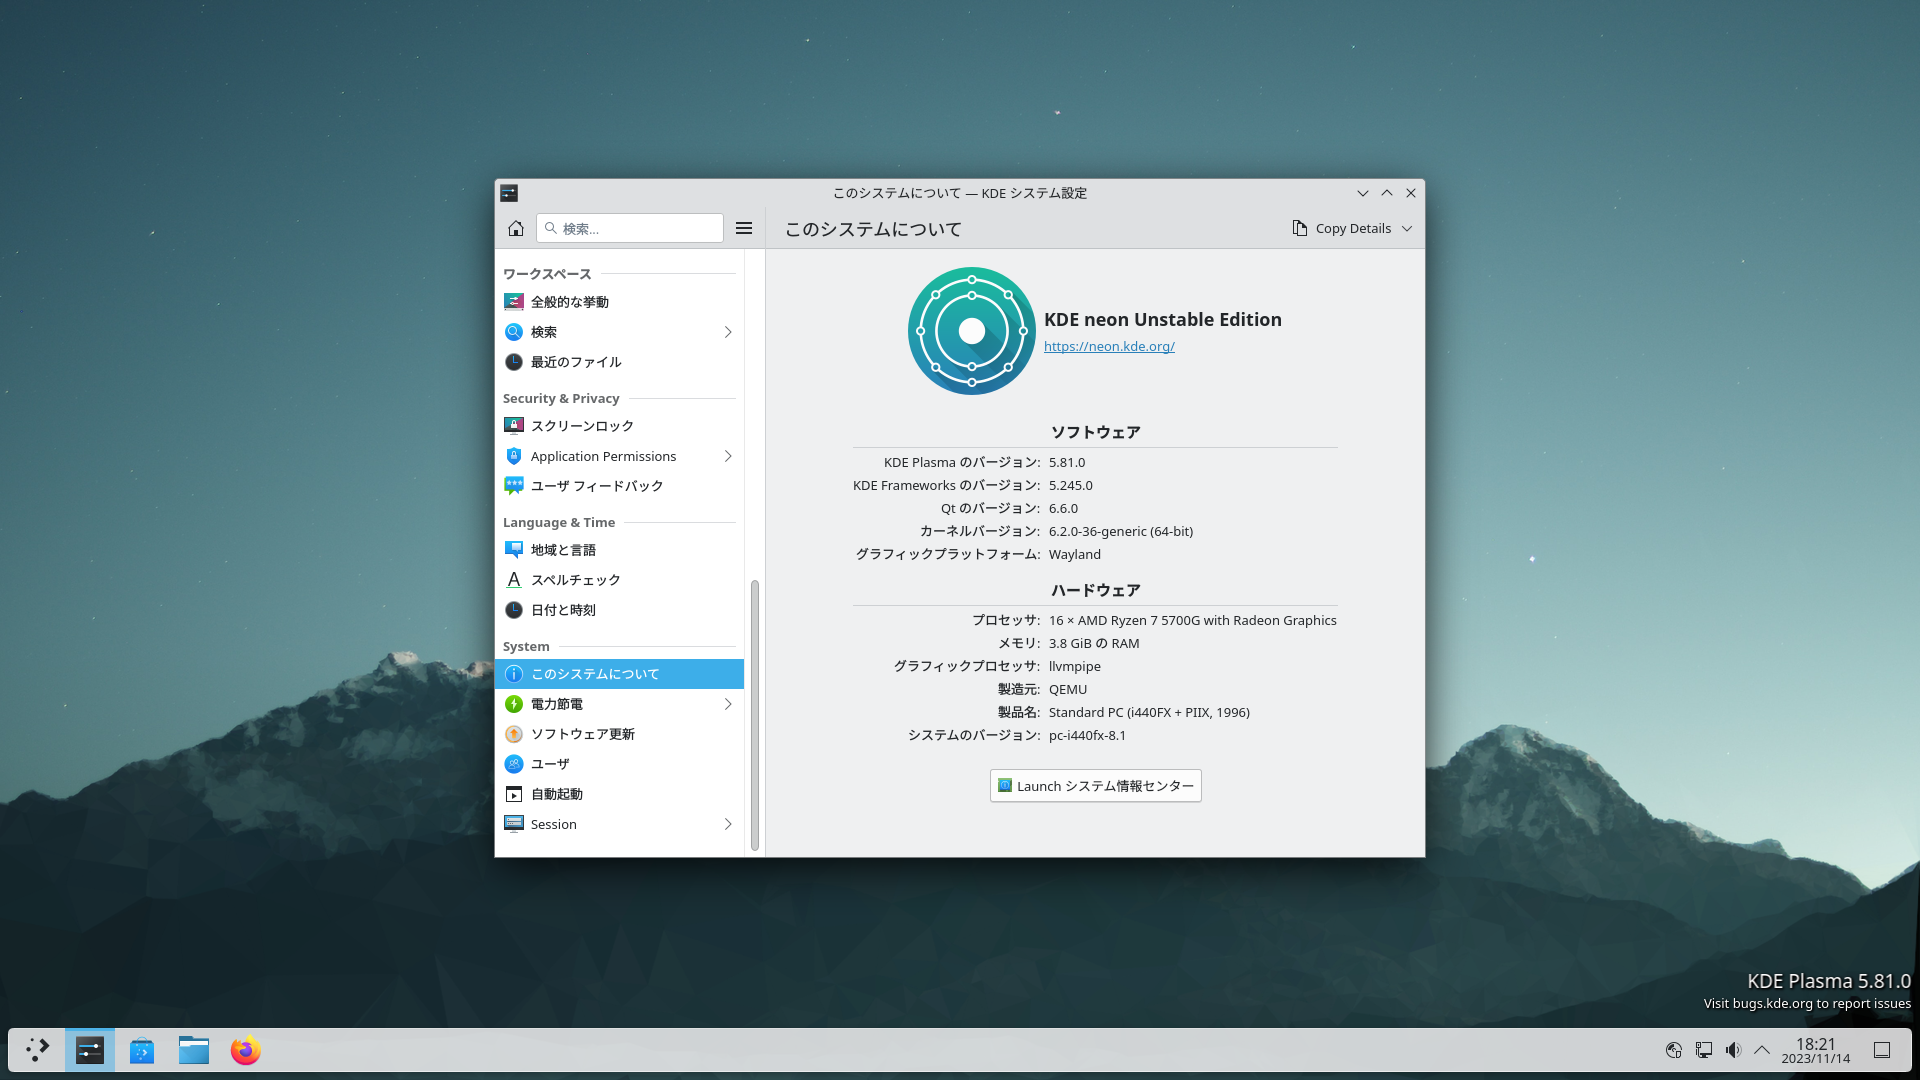 このシステムについて — KDE システム設定
検索...
このシステムについて
Copy Details
ワークスペース
全般的な挙動
検索
最近のファイル
Security & Privacy
スクリーンロック
Application Permissions
ユーザ フィードバック
Language & Time
地域と言語
スペルチェック
日付と時刻
System
このシステムについて
電力節電
ソフトウェア更新
ユーザ
自動起動
Session
KDE neon Unstable Edition
https://neon.kde.org/
ソフトウェア
KDE Plasma のバージョン: 5.81.0
KDE Frameworks のバージョン: 5.245.0
Qt のバージョン: 6.6.0
カーネルバージョン: 6.2.0-36-generic (64-bit)
グラフィックプラットフォーム: Wayland
ハードウェア
プロセッサ: 16 × AMD Ryzen 7 5700G with Radeon Graphics
メモリ: 3.8 GiB の RAM
グラフィックプロセッサ: llvmpipe
製造元: QEMU
製品名: Standard PC (i440FX + PIIX, 1996)
システムのバージョン: pc-i440fx-8.1
Launch システム情報センター
KDE Plasma 5.81.0
Visit bugs.kde.org to report issues
18:21
2023/11/14